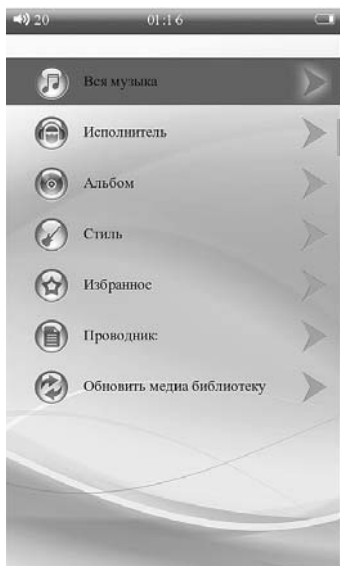 20 01:16
Вся музыка
Исполнитель
Альбом
Стиль
Избранное
Проводник
Обновить медиа библиотеку